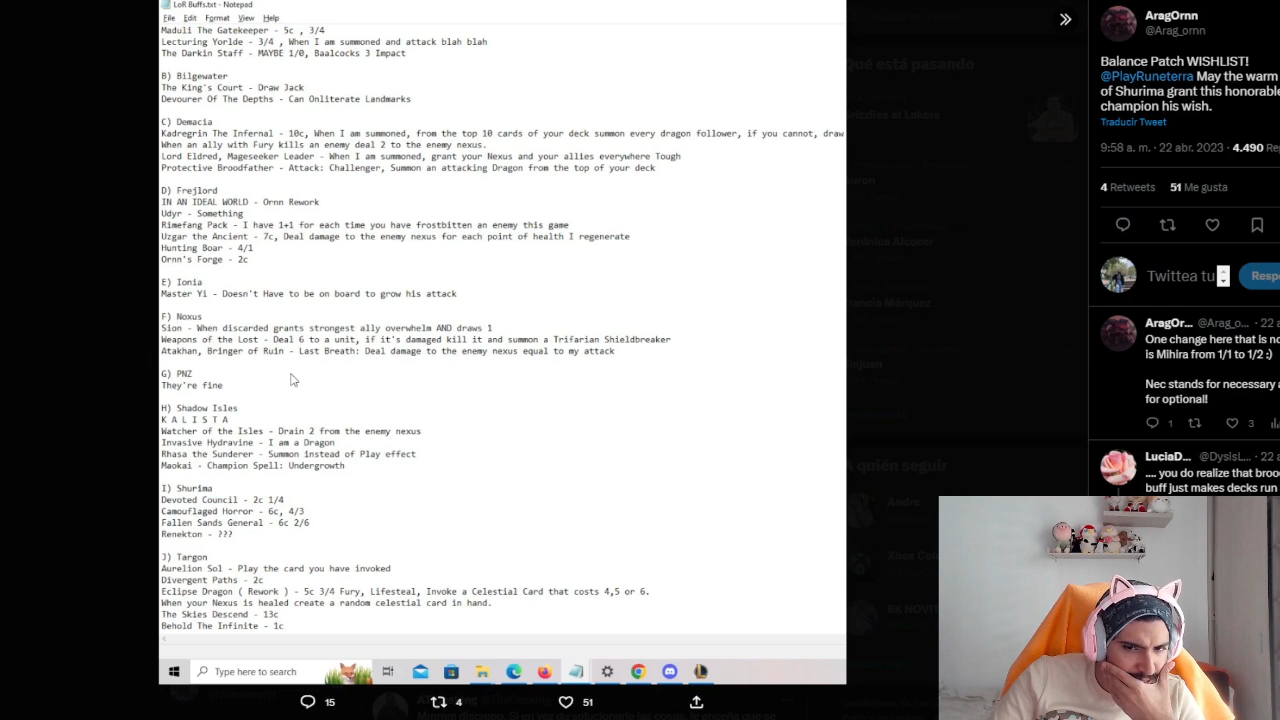 LoR Buffs.txt - Notepad
File Edit Format View Help
Maduli The Gatekeeper - 5c , 3/4
Lecturing Yorlde - 3/4 , When I am summoned and attack blah blah
The Darkin Staff - MAYBE 1/0, Baalcocks 3 Impact
B) Bilgewater
The King's Court - Draw Jack
Devourer Of The Depths - Can Onliterate Landmarks
C) Demacia
Kadregrin The Infernal - 10c, When I am summoned, from the top 10 cards of your deck summon every dragon follower, if you cannot, draw
When an ally with Fury kills an enemy deal 2 to the enemy nexus.
Lord Eldred, Mageseeker Leader - When I am summoned, grant your Nexus and your allies everywhere Tough
Protective Broodfather - Attack: Challenger, Summon an attacking Dragon from the top of your deck
D) Frejlord
IN AN IDEAL WORLD - Ornn Rework
Udyr - Something
Rimefang Pack - I have 1+1 for each time you have frostbitten an enemy this game
Uzgar the Ancient - 7c, Deal damage to the enemy nexus for each point of health I regenerate
Hunting Boar - 4/1
Ornn's Forge - 2c
E) Ionia
Master Yi - Doesn't Have to be on board to grow his attack
F) Noxus
Sion - When discarded grants strongest ally overwhelm AND draws 1
Weapons of the Lost - Deal 6 to a unit, if it's damaged kill it and summon a Trifarian Shieldbreaker
Atakhan, Bringer of Ruin - Last Breath: Deal damage to the enemy nexus equal to my attack
G) PNZ
They're fine
H) Shadow Isles
K A L I S T A
Watcher of the Isles - Drain 2 from the enemy nexus
Invasive Hydravine - I am a Dragon
Rhasa the Sunderer - Summon instead of Play effect
Maokai - Champion Spell: Undergrowth
I) Shurima
Devoted Council - 2c 1/4
Camouflaged Horror - 6c, 4/3
Fallen Sands General - 6c 2/6
Renekton - ???
J) Targon
Aurelion Sol - Play the card you have invoked
Divergent Paths - 2c
Eclipse Dragon ( Rework ) - 5c 3/4 Fury, Lifesteal, Invoke a Celestial Card that costs 4,5 or 6.
When your Nexus is healed create a random celestial card in hand.
The Skies Descend - 13c
Behold The Infinite - 1c
Type here to search
15 4 51
Qué está pasando
A quién seguir
Andre
AragOrnn
@Arag_ornn
Balance Patch WISHLIST!
@PlayRuneterra May the warm
of Shurima grant this honorable
champion his wish.
Traducir Tweet
9:58 a. m. · 22 abr. 2023 · 4.490
4 Retweets 51 Me gusta
Twittea tu
AragOr... @Arag_o...
One change here that is no
is Mihira from 1/1 to 1/2 ;)
Nec stands for necessary a
for optional!
1 3
LuciaD... @DysisL...
.... you do realize that broo
buff just makes decks run